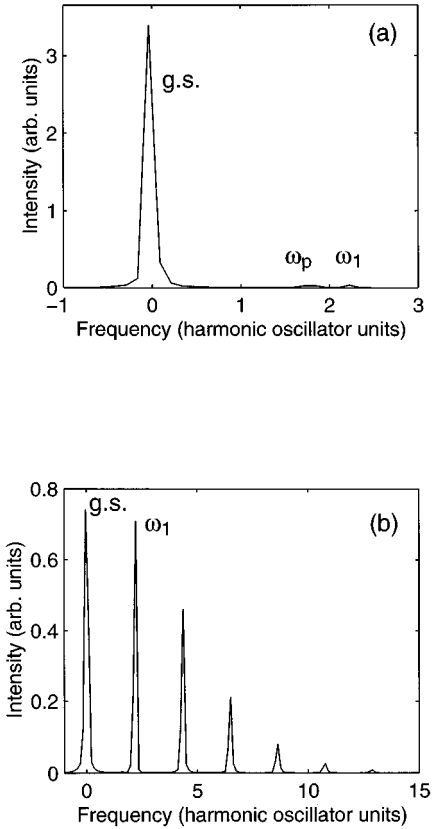 (a)
3
2
1
0
g.s.
ωp
ω1
-1
0
1
2
3
Intensity (arb. units)
Frequency (harmonic oscillator units)
(b)
0.8
0.6
0.4
0.2
0
g.s.
ω1
0
5
10
15
Intensity (arb. units)
Frequency (harmonic oscillator units)